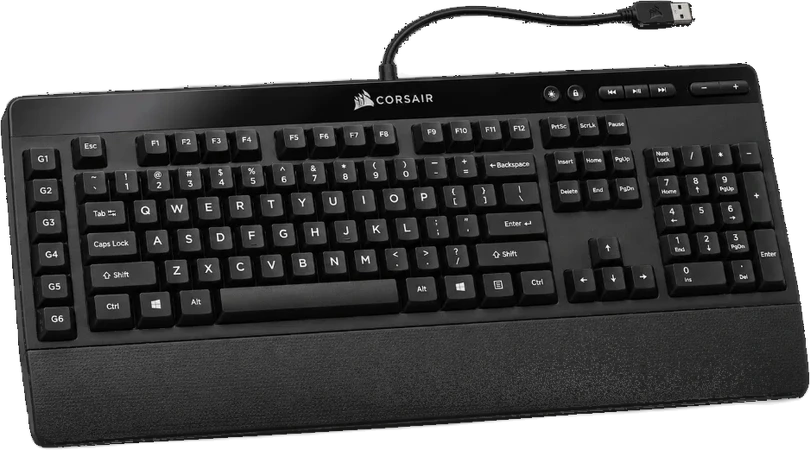 CORSAIR
G1 Esc F1 F2 F3 F4 F5 F6 F7 F8 F9 F10 F11 F12 PrtSc ScrLk Pause
G2 ~ ` ! 1 @ 2 # 3 $ 4 % 5 ^ 6 & 7 * 8 ( 9 ) 0 _ - + = ←Backspace Insert Home PgUp Num Lock / * -
G3 Tab Q W E R T Y U I O P { [ } ] | \ Delete End PgDn 7 Home 8 ↑ 9 PgUp +
G4 Caps Lock A S D F G H J K L : ; " ' Enter ↵ 4 ← 5 6 →
G5 ⇧ Shift Z X C V B N M < , > . ? / ⇧ Shift ↑ 1 End 2 ↓ 3 PgDn Enter
G6 Ctrl Alt Alt Ctrl ← ↓ → 0 Ins . Del